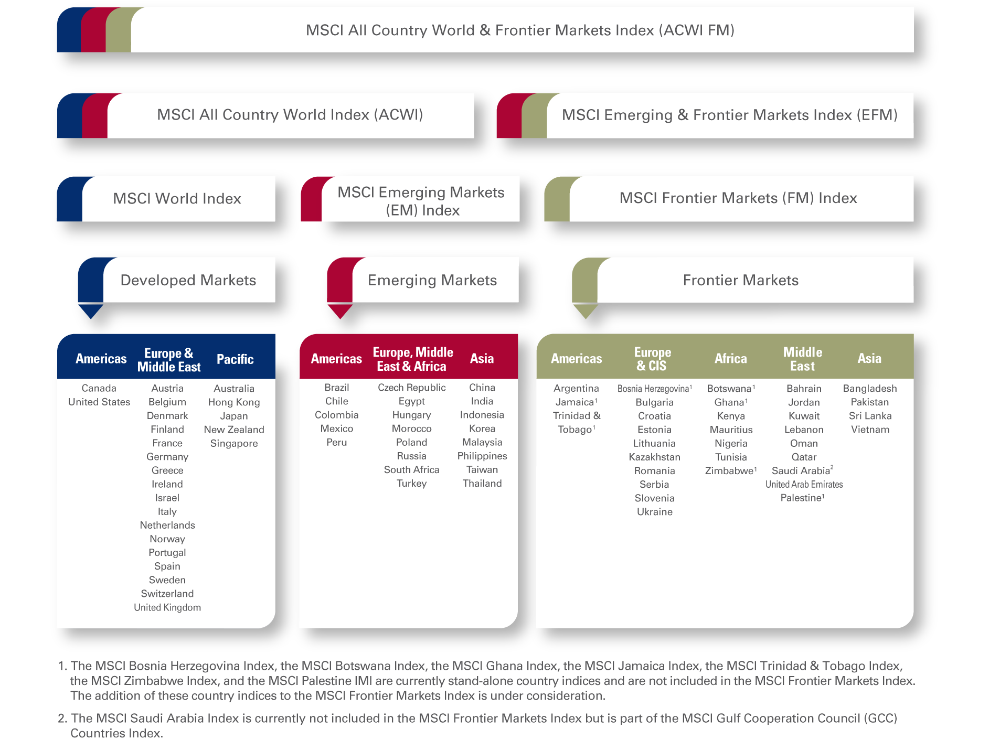 MSCI All Country World & Frontier Markets Index (ACWI FM)
MSCI All Country World Index (ACWI)
MSCI Emerging & Frontier Markets Index (EFM)
MSCI World Index
MSCI Emerging Markets
(EM) Index
MSCI Frontier Markets (FM) Index
Developed Markets
Emerging Markets
Frontier Markets
Americas
Canada
United States
Europe &
Middle East
Austria
Belgium
Denmark
Finland
France
Germany
Greece
Ireland
Israel
Italy
Netherlands
Norway
Portugal
Spain
Sweden
Switzerland
United Kingdom
Pacific
Australia
Hong Kong
Japan
New Zealand
Singapore
Americas
Brazil
Chile
Colombia
Mexico
Peru
Europe, Middle
East & Africa
Czech Republic
Egypt
Hungary
Morocco
Poland
Russia
South Africa
Turkey
Asia
China
India
Indonesia
Korea
Malaysia
Philippines
Taiwan
Thailand
Americas
Argentina
Jamaica¹
Trinidad &
Tobago¹
Europe
& CIS
Bosnia Herzegovina¹
Bulgaria
Croatia
Estonia
Lithuania
Kazakhstan
Romania
Serbia
Slovenia
Ukraine
Africa
Botswana¹
Ghana¹
Kenya
Mauritius
Nigeria
Tunisia
Zimbabwe¹
Middle
East
Bahrain
Jordan
Kuwait
Lebanon
Oman
Qatar
Saudi Arabia²
United Arab Emirates
Palestine¹
Asia
Bangladesh
Pakistan
Sri Lanka
Vietnam
1. The MSCI Bosnia Herzegovina Index, the MSCI Botswana Index, the MSCI Ghana Index, the MSCI Jamaica Index, the MSCI Trinidad & Tobago Index,
the MSCI Zimbabwe Index, and the MSCI Palestine IMI are currently stand-alone country indices and are not included in the MSCI Frontier Markets Index.
The addition of these country indices to the MSCI Frontier Markets Index is under consideration.
2. The MSCI Saudi Arabia Index is currently not included in the MSCI Frontier Markets Index but is part of the MSCI Gulf Cooperation Council (GCC)
Countries Index.